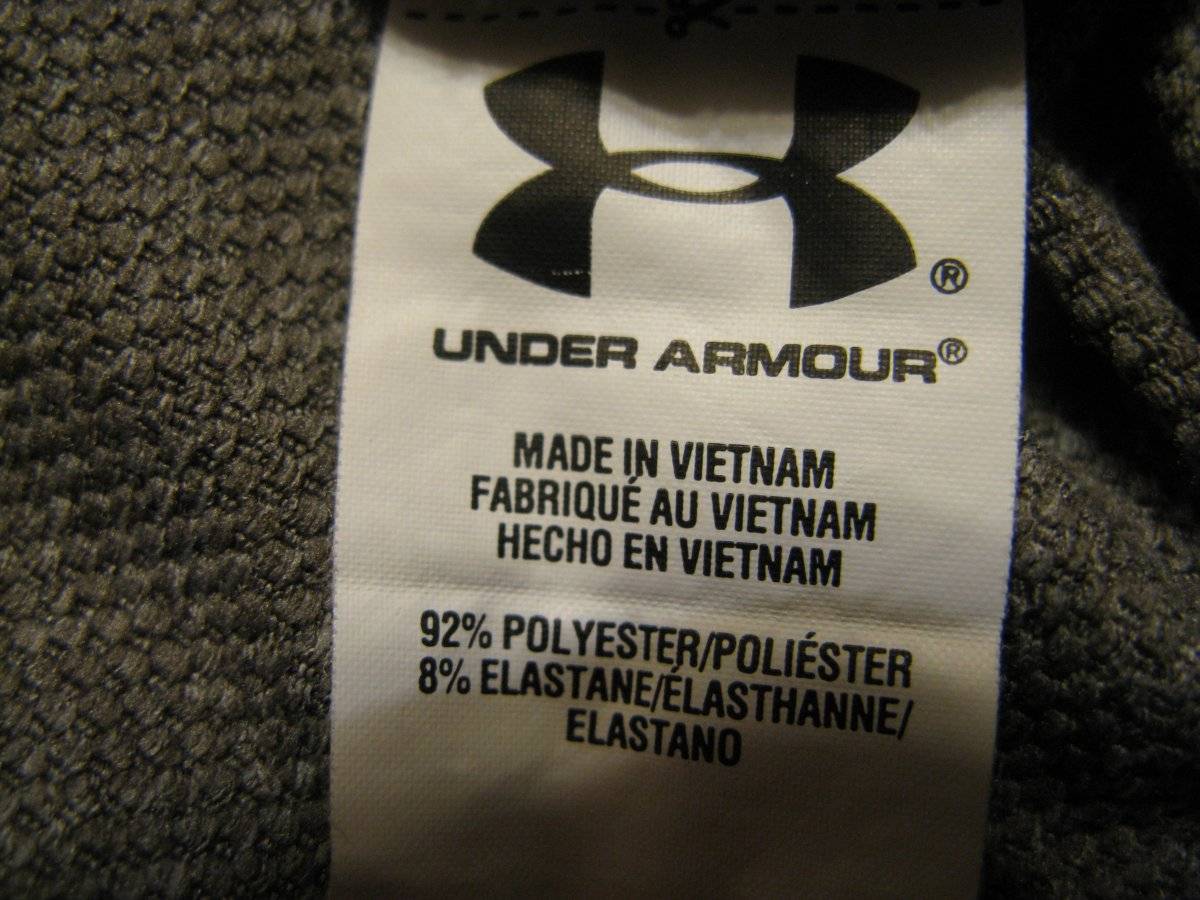 ®
UNDER ARMOUR®
MADE IN VIETNAM
FABRIQUÉ AU VIETNAM
HECHO EN VIETNAM
92% POLYESTER/POLIÉSTER
8% ELASTANE/ÉLASTHANNE/
ELASTANO